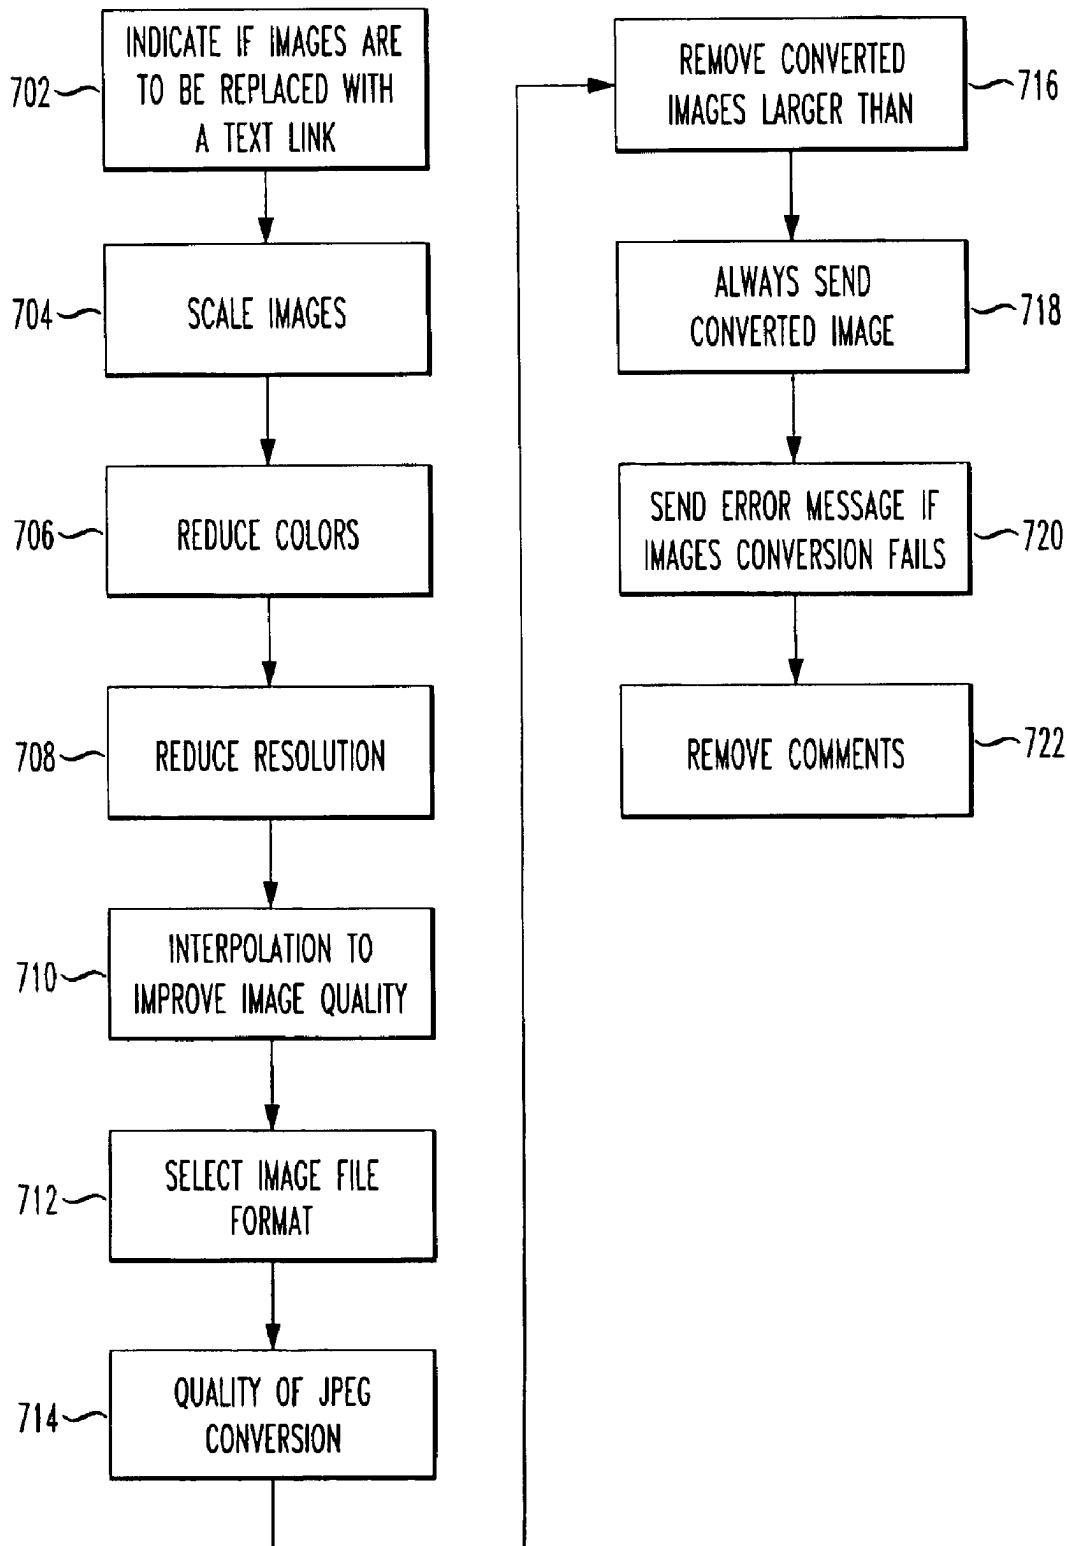 INDICATE IF IMAGES ARE
TO BE REPLACED WITH
A TEXT LINK
702
SCALE IMAGES
704
REDUCE COLORS
706
REDUCE RESOLUTION
708
INTERPOLATION TO
IMPROVE IMAGE QUALITY
710
SELECT IMAGE FILE
FORMAT
712
QUALITY OF JPEG
CONVERSION
714
REMOVE CONVERTED
IMAGES LARGER THAN
716
ALWAYS SEND
CONVERTED IMAGE
718
SEND ERROR MESSAGE IF
IMAGES CONVERSION FAILS
720
REMOVE COMMENTS
722